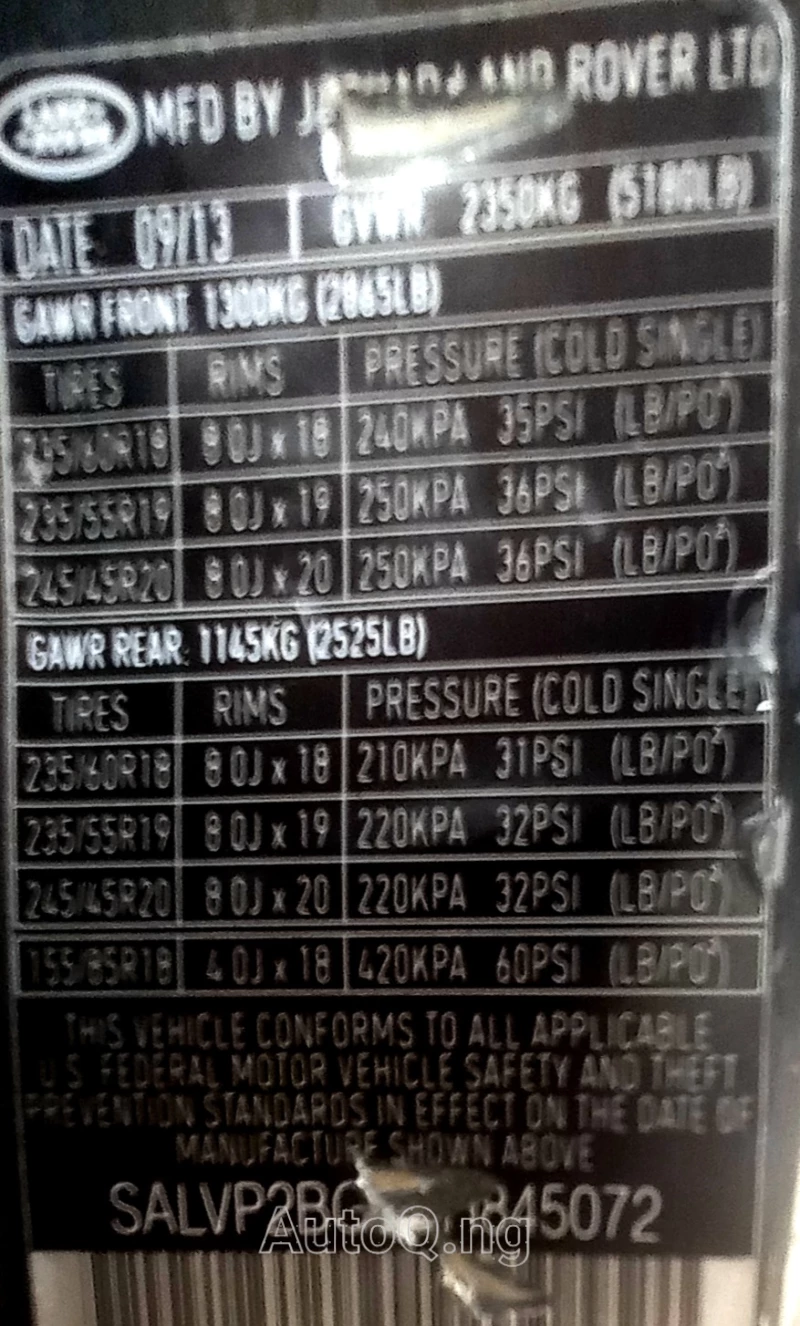 LAND ROVER
MFD BY AND ROVER LTD
DATE 09/13 GVWR 2350KG (5180LB)
GAWR FRONT 1300KG (2865LB)
TIRES RIMS PRESSURE (COLD SINGLE)
235/60R18 8 0J x 18 240KPA 35PSI (LB/PO²)
235/55R19 8 0J x 19 250KPA 36PSI (LB/PO²)
245/45R20 8 0J x 20 250KPA 36PSI (LB/PO²)
GAWR REAR 1145KG (2525LB)
TIRES RIMS PRESSURE (COLD SINGLE)
235/60R18 8 0J x 18 210KPA 31PSI (LB/PO²)
235/55R19 8 0J x 19 220KPA 32PSI (LB/PO²)
245/45R20 8 0J x 20 220KPA 32PSI (LB/PO²)
155/85R18 4 0J x 18 420KPA 60PSI (LB/PO²)
THIS VEHICLE CONFORMS TO ALL APPLICABLE
U S FEDERAL MOTOR VEHICLE SAFETY AND THEFT
PREVENTION STANDARDS IN EFFECT ON THE DATE OF
MANUFACTURE SHOWN ABOVE
AutoQ.ng